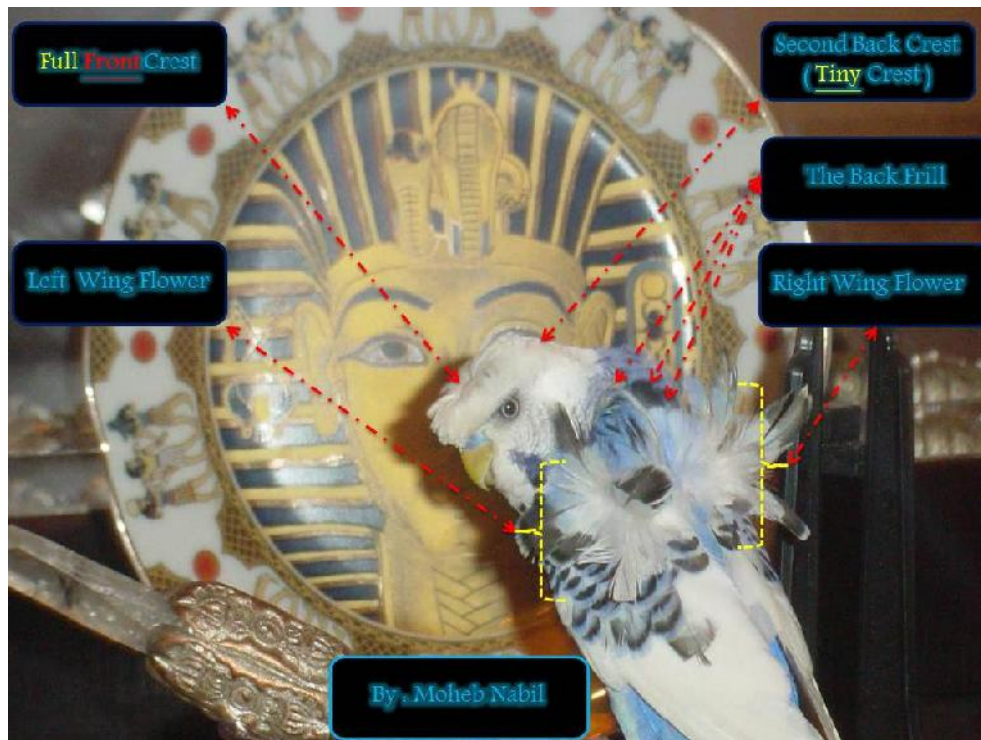 Full Front Crest
Second Back Crest
( Tiny Crest )
The Back Frill
Left Wing Flower
Right Wing Flower
By . Moheb Nabil